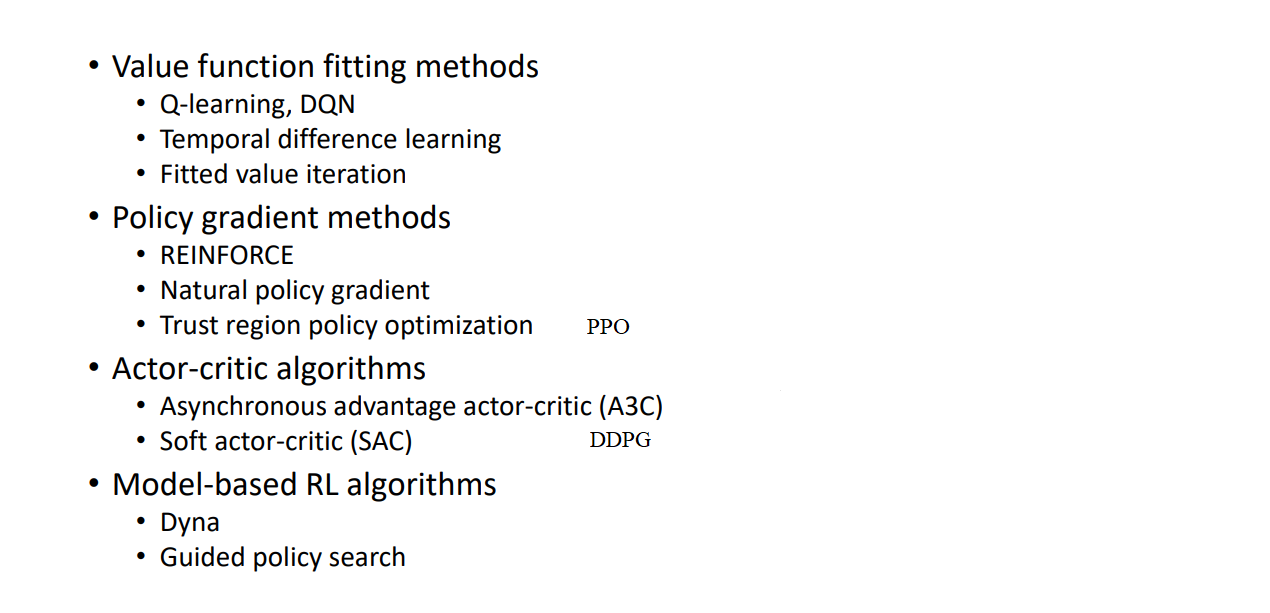 • Value function fitting methods
• Q-learning, DQN
• Temporal difference learning
• Fitted value iteration
• Policy gradient methods
• REINFORCE
• Natural policy gradient
• Trust region policy optimization PPO
• Actor-critic algorithms
• Asynchronous advantage actor-critic (A3C)
• Soft actor-critic (SAC) DDPG
• Model-based RL algorithms
• Dyna
• Guided policy search